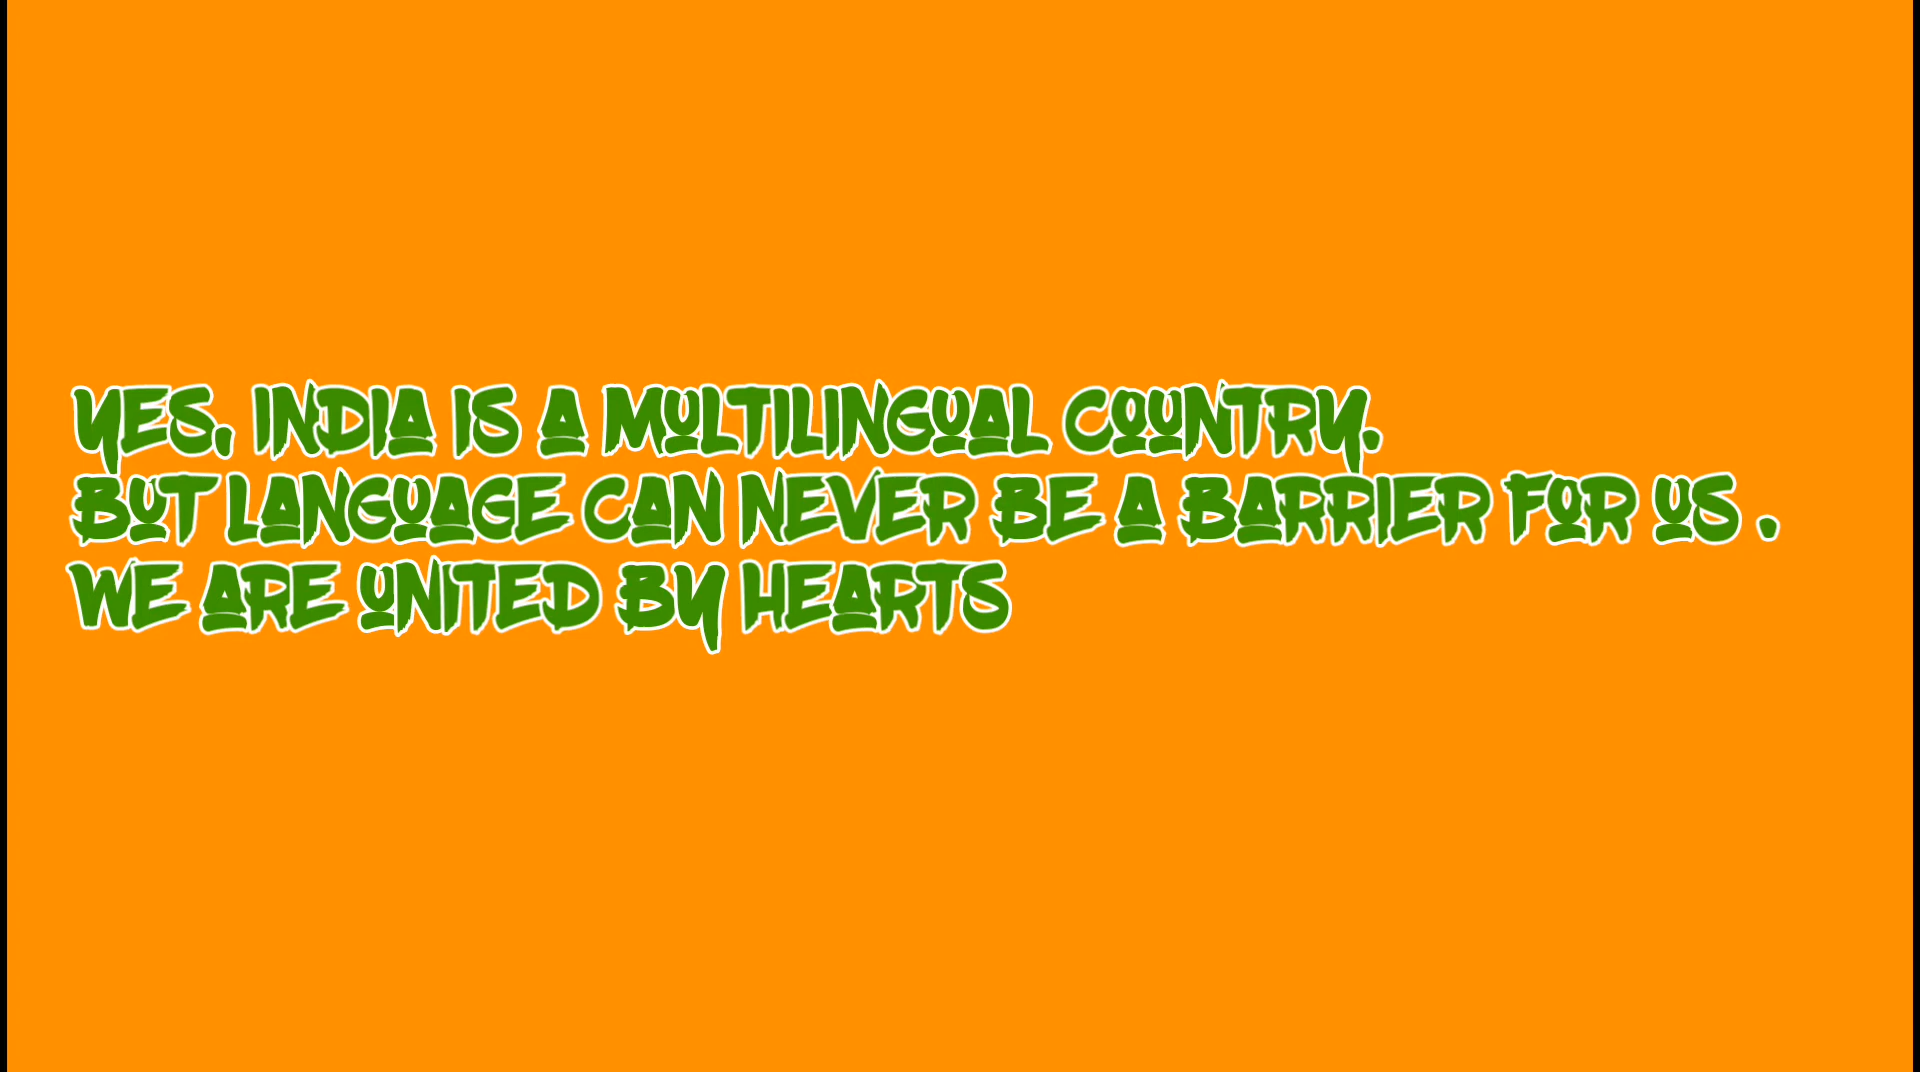 YES, INDIA IS A MULTILINGUAL COUNTRY.
BUT LANGUAGE CAN NEVER BE A BARRIER FOR US .
WE ARE UNITED BY HEARTS